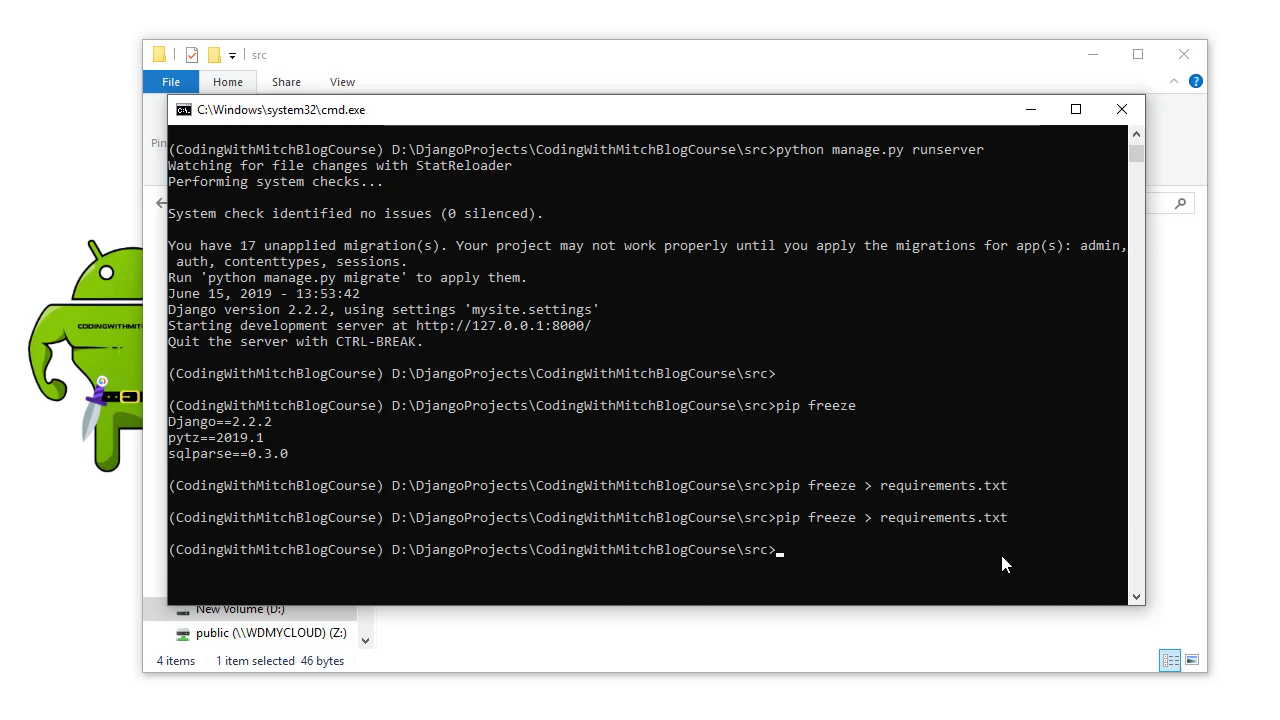 src
File Home Share View
Pin
C:\Windows\system32\cmd.exe
(CodingWithMitchBlogCourse) D:\DjangoProjects\CodingWithMitchBlogCourse\src>python manage.py runserver
Watching for file changes with StatReloader
Performing system checks...
System check identified no issues (0 silenced).
You have 17 unapplied migration(s). Your project may not work properly until you apply the migrations for app(s): admin,
auth, contenttypes, sessions.
Run 'python manage.py migrate' to apply them.
June 15, 2019 - 13:53:42
Django version 2.2.2, using settings 'mysite.settings'
Starting development server at http://127.0.0.1:8000/
Quit the server with CTRL-BREAK.
(CodingWithMitchBlogCourse) D:\DjangoProjects\CodingWithMitchBlogCourse\src>
(CodingWithMitchBlogCourse) D:\DjangoProjects\CodingWithMitchBlogCourse\src>pip freeze
Django==2.2.2
pytz==2019.1
sqlparse==0.3.0
(CodingWithMitchBlogCourse) D:\DjangoProjects\CodingWithMitchBlogCourse\src>pip freeze > requirements.txt
(CodingWithMitchBlogCourse) D:\DjangoProjects\CodingWithMitchBlogCourse\src>pip freeze > requirements.txt
(CodingWithMitchBlogCourse) D:\DjangoProjects\CodingWithMitchBlogCourse\src>
CODINGWITHMIT
New Volume (D:)
public (\\WDMYCLOUD) (Z:)
4 items 1 item selected 46 bytes